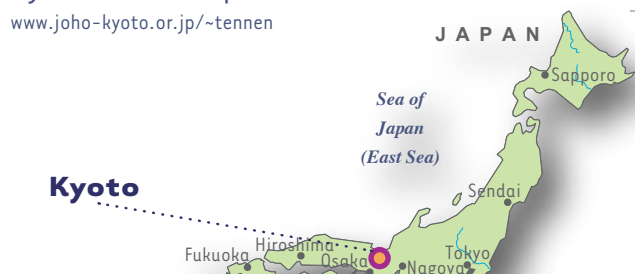 www.joho-kyoto.or.jp/~tennen
JAPAN
Sapporo
Sea of
Japan
(East Sea)
Kyoto
Sendai
Hiroshima
Tokyo
Fukuoka
Osaka
Nagoya